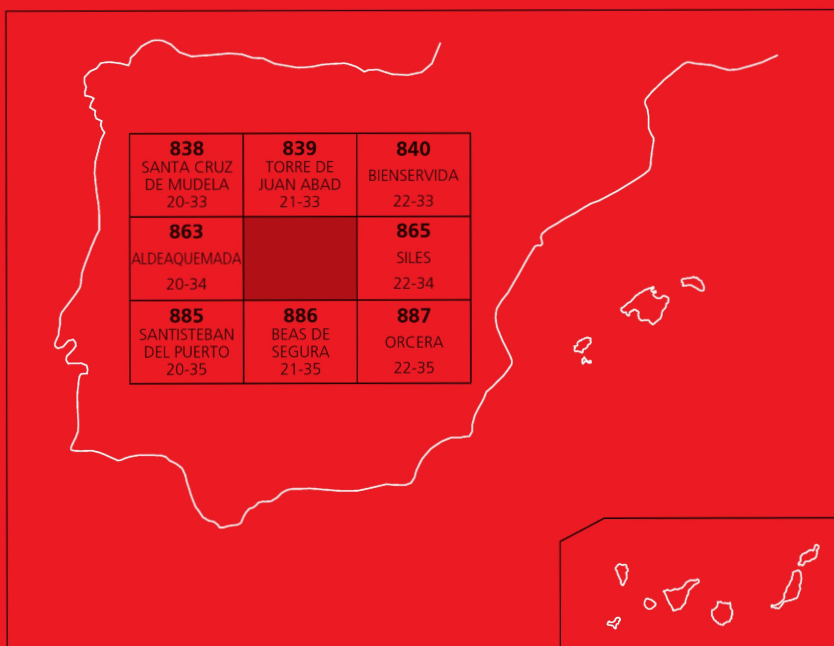 838
SANTA CRUZ
DE MUDELA
20-33
839
TORRE DE
JUAN ABAD
21-33
840
BIENSERVIDA
22-33
863
ALDEAQUEMADA
20-34
865
SILES
22-34
885
SANTISTEBAN
DEL PUERTO
20-35
886
BEAS DE
SEGURA
21-35
887
ORCERA
22-35